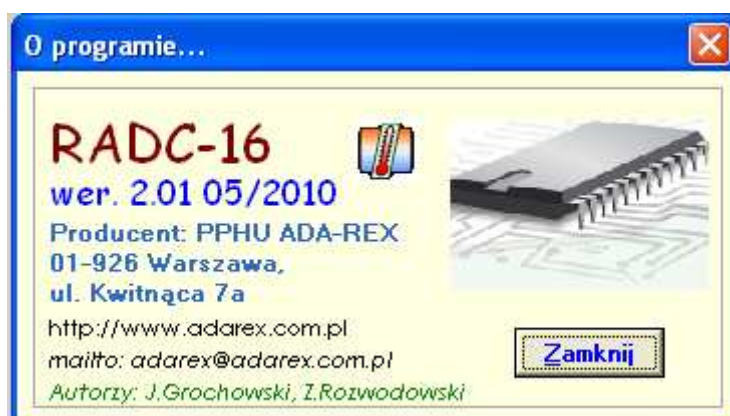 O programie...
RADC-16
wer. 2.01 05/2010
Producent: PPHU ADA-REX
01-926 Warszawa,
ul. Kwitnąca 7a
http://www.adarex.com.pl
mailto: adarex@adarex.com.pl
Zamknij
Autorzy: J.Grochowski, Z.Rozwodowski